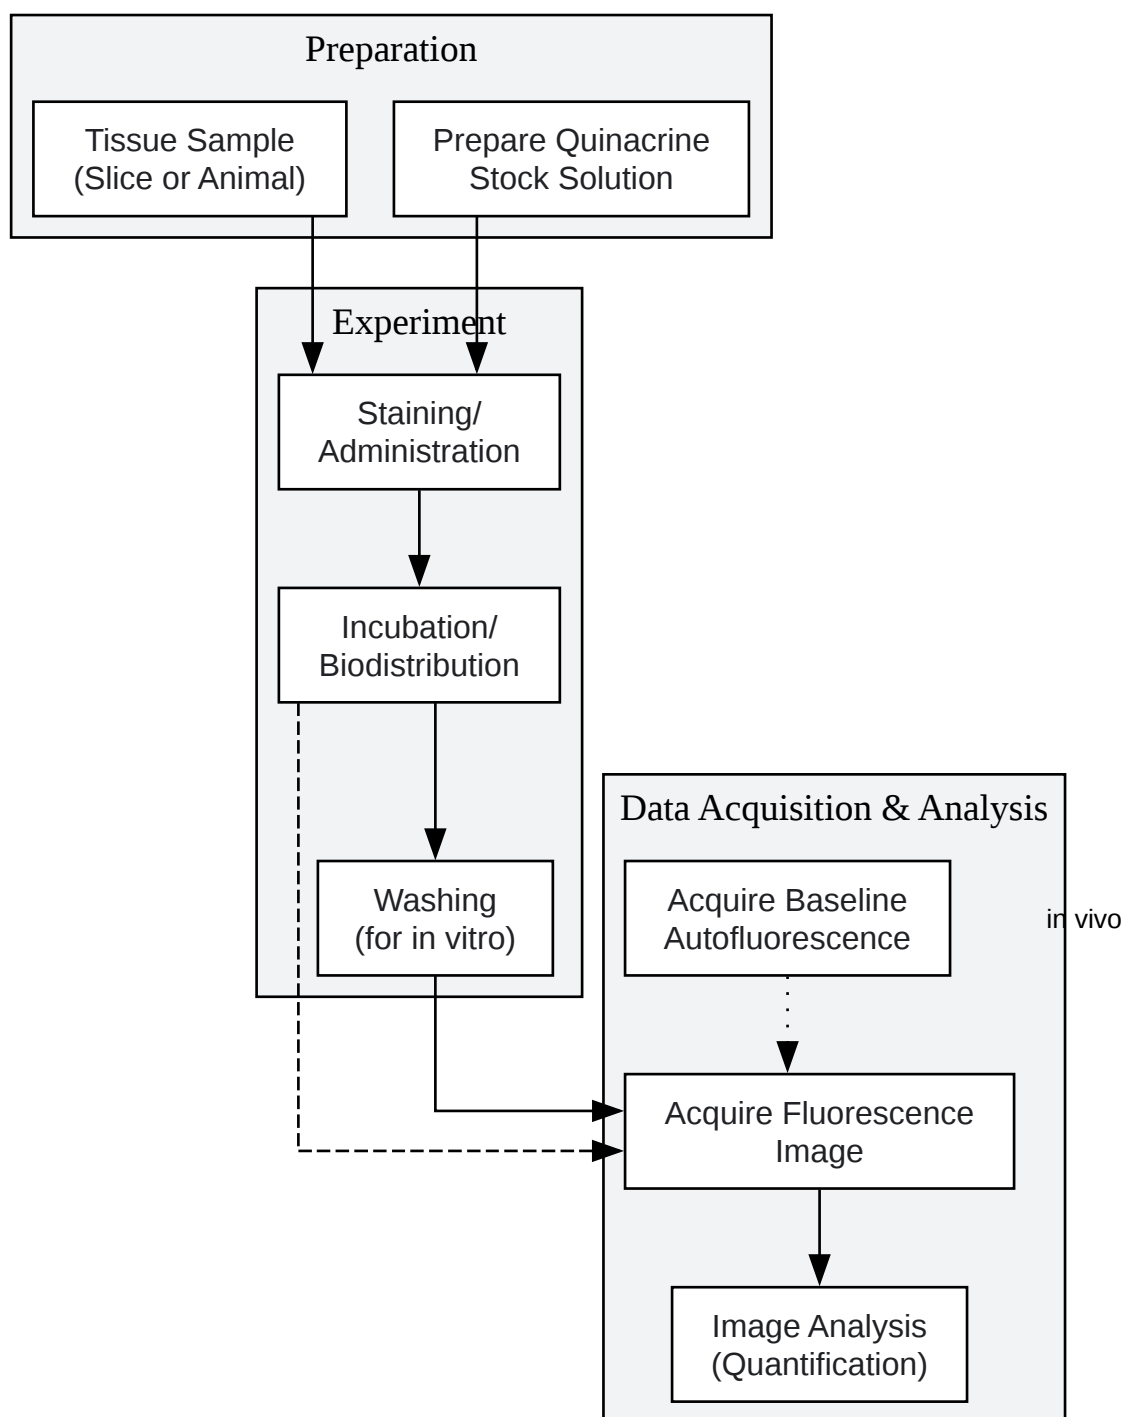 Preparation
Tissue Sample
(Slice or Animal)
Prepare Quinacrine
Stock Solution
Experiment
Staining/
Administration
Incubation/
Biodistribution
Washing
(for in vitro)
Data Acquisition & Analysis
Acquire Baseline
Autofluorescence
in vivo
Acquire Fluorescence
Image
Image Analysis
(Quantification)